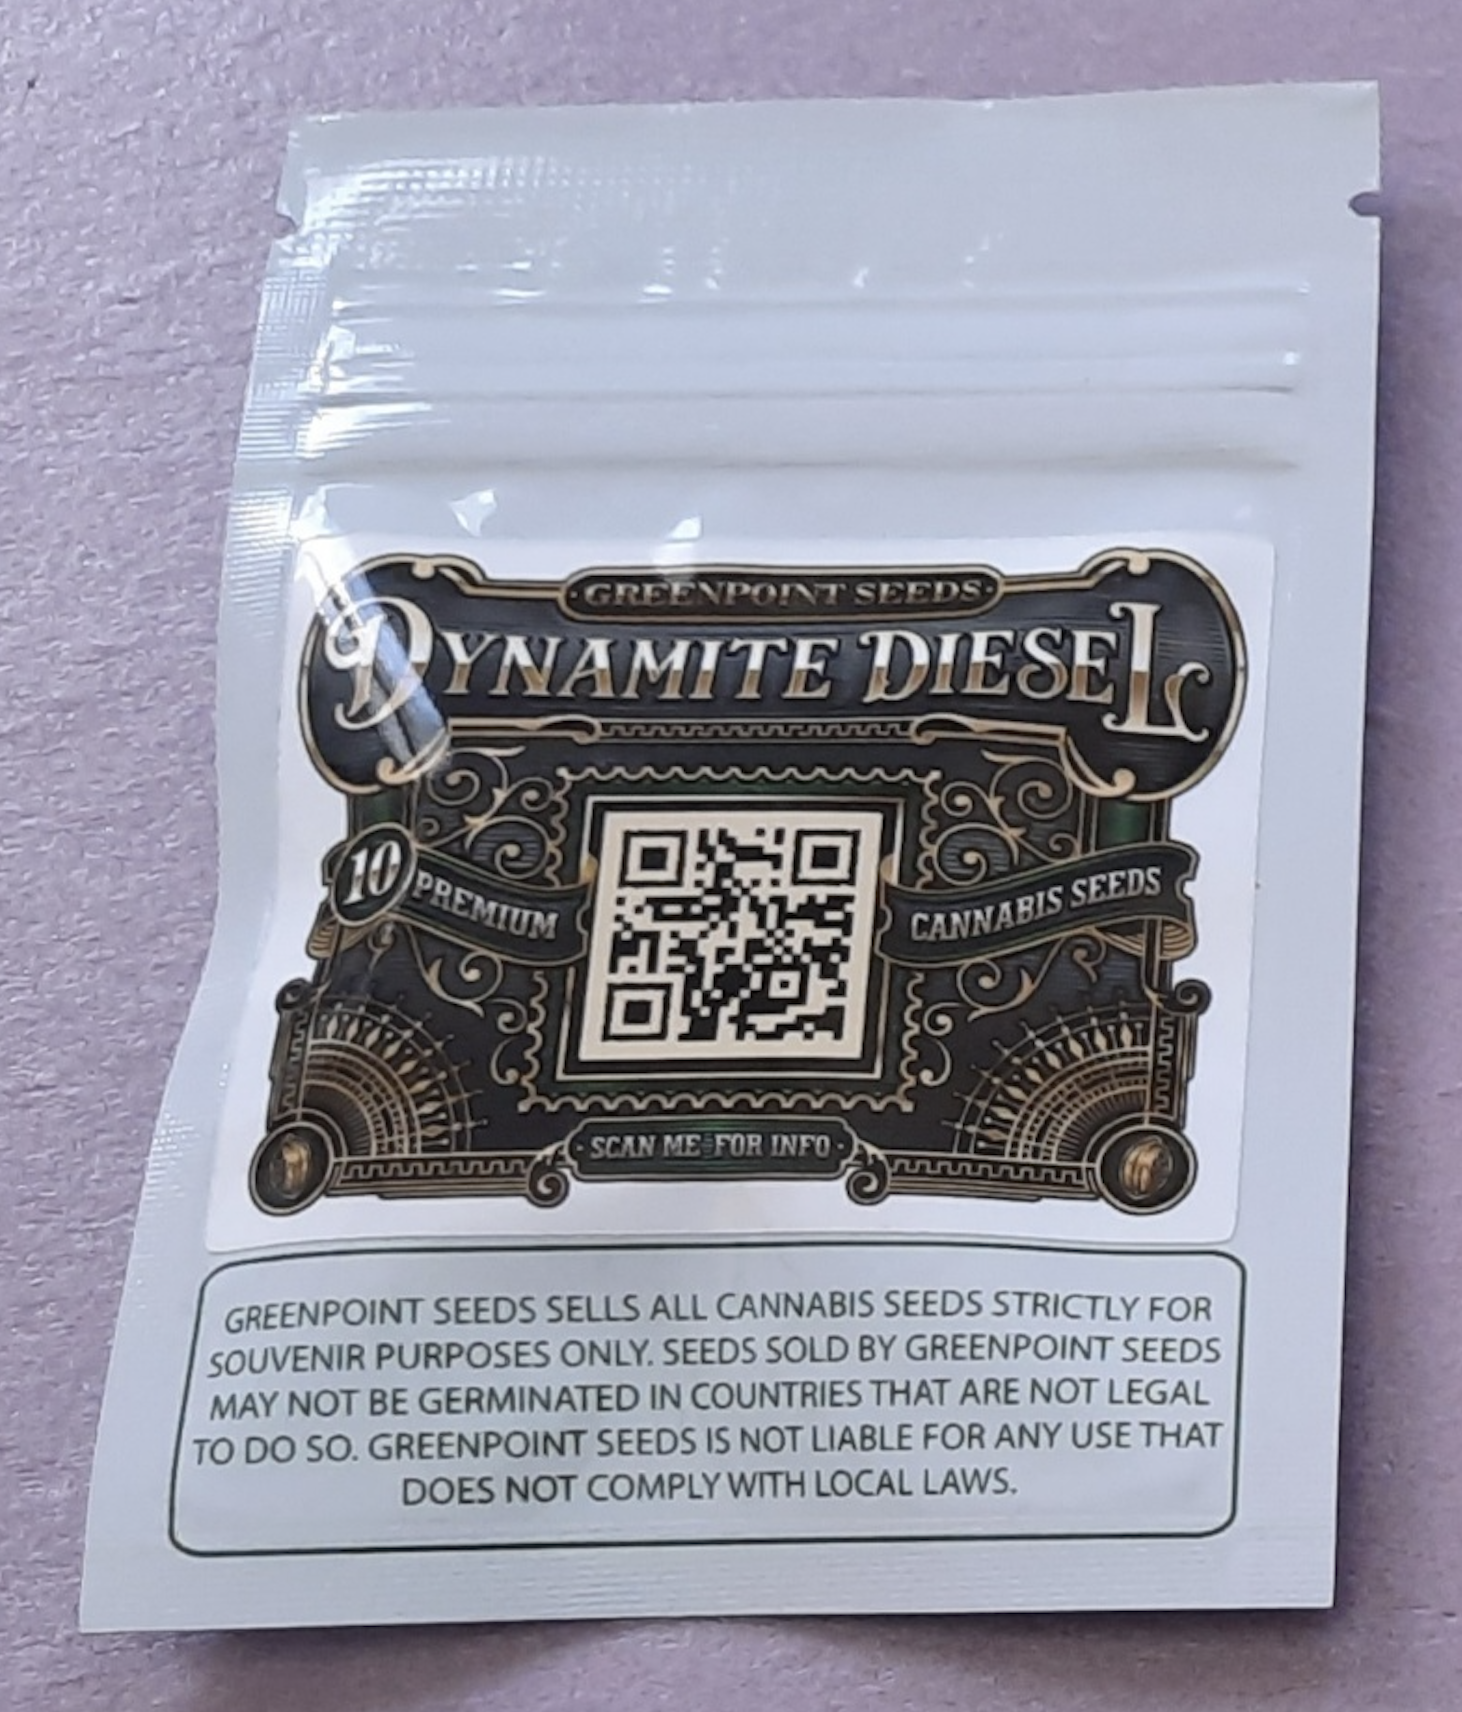 GREENPOINT SEEDS
DYNAMITE DIESEL
10 PREMIUM CANNABIS SEEDS
SCAN ME FOR INFO
GREENPOINT SEEDS SELLS ALL CANNABIS SEEDS STRICTLY FOR
SOUVENIR PURPOSES ONLY. SEEDS SOLD BY GREENPOINT SEEDS
MAY NOT BE GERMINATED IN COUNTRIES THAT ARE NOT LEGAL
TO DO SO. GREENPOINT SEEDS IS NOT LIABLE FOR ANY USE THAT
DOES NOT COMPLY WITH LOCAL LAWS.